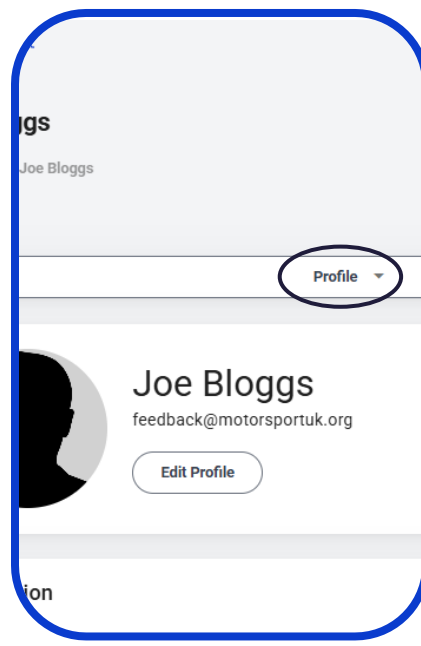 ggs
Joe Bloggs
Profile
Joe Bloggs
feedback@motorsportuk.org
Edit Profile
ion